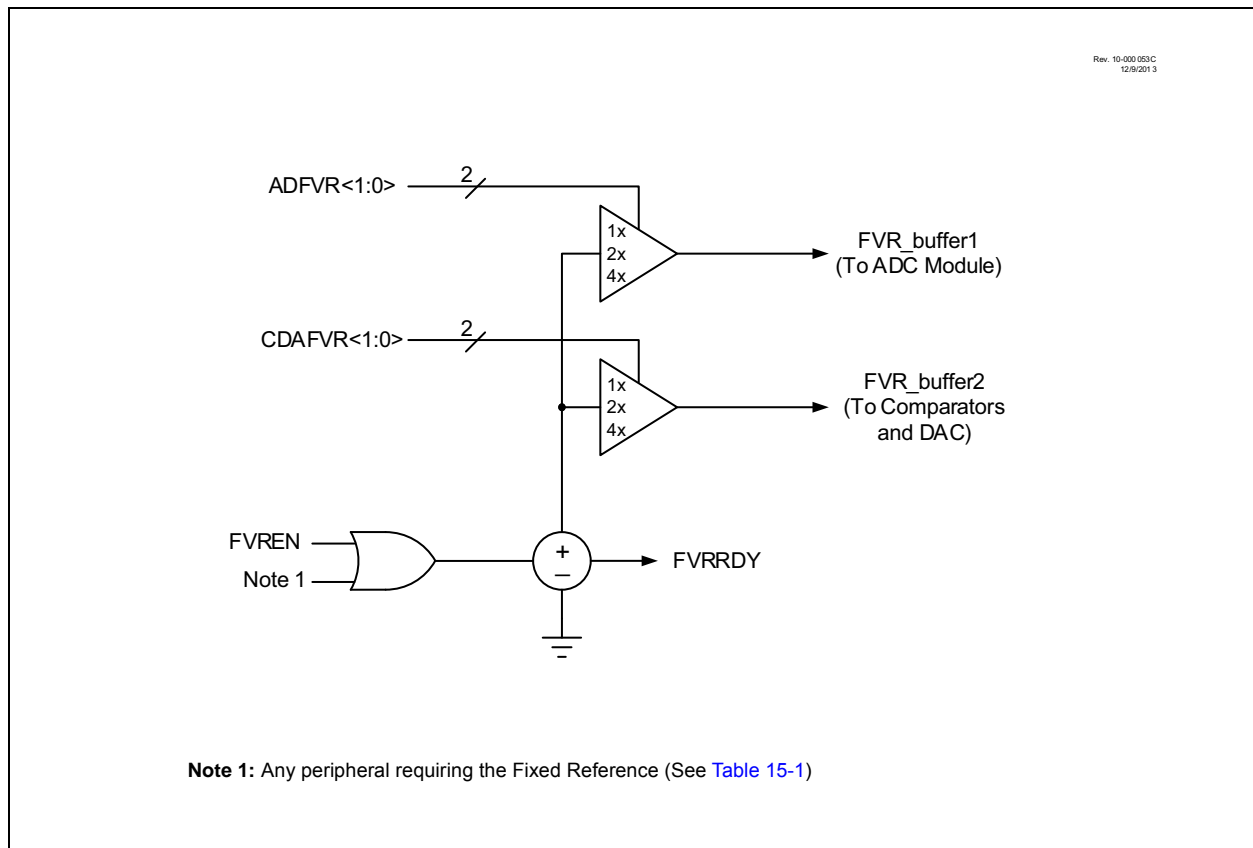 Rev. 10-000 053C
12/9/201 3
ADFVR<1:0>
2
1x
2x
4x
FVR_buffer1
(To ADC Module)
CDAFVR<1:0>
2
1x
2x
4x
FVR_buffer2
(To Comparators
and DAC)
FVREN
Note 1
+
–
FVRRDY
Note 1: Any peripheral requiring the Fixed Reference (See Table 15-1)